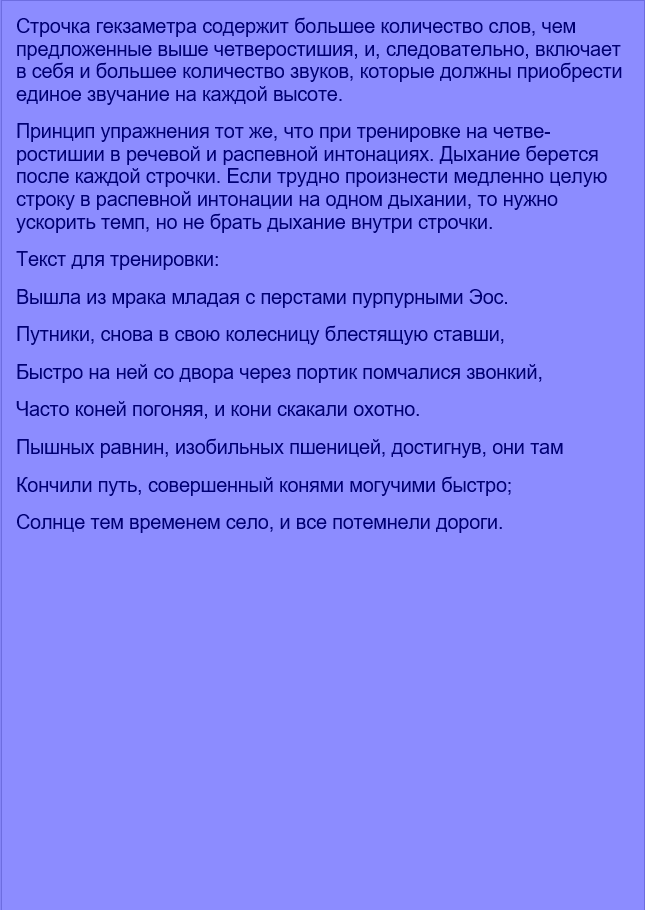 Строчка гекзаметра содержит большее количество слов, чем
предложенные выше четверостишия, и, следовательно, включает
в себя и большее количество звуков, которые должны приобрести
единое звучание на каждой высоте.
Принцип упражнения тот же, что при тренировке на четве-
ростишии в речевой и распевной интонациях. Дыхание берется
после каждой строчки. Если трудно произнести медленно целую
строку в распевной интонации на одном дыхании, то нужно
ускорить темп, но не брать дыхание внутри строчки.
Текст для тренировки:
Вышла из мрака младая с перстами пурпурными Эос.
Путники, снова в свою колесницу блестящую ставши,
Быстро на ней со двора через портик помчалися звонкий,
Часто коней погоняя, и кони скакали охотно.
Пышных равнин, изобильных пшеницей, достигнув, они там
Кончили путь, совершенный конями могучими быстро;
Солнце тем временем село, и все потемнели дороги.